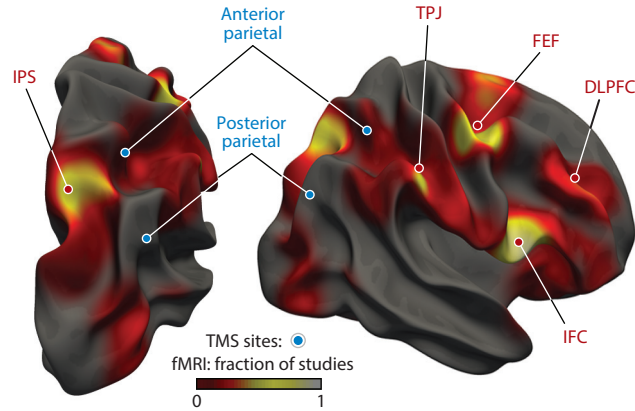 Anterior
parietal
TPJ
FEF
IPS
DLPFC
Posterior
parietal
IFC
TMS sites:
fMRI: fraction of studies
0 1